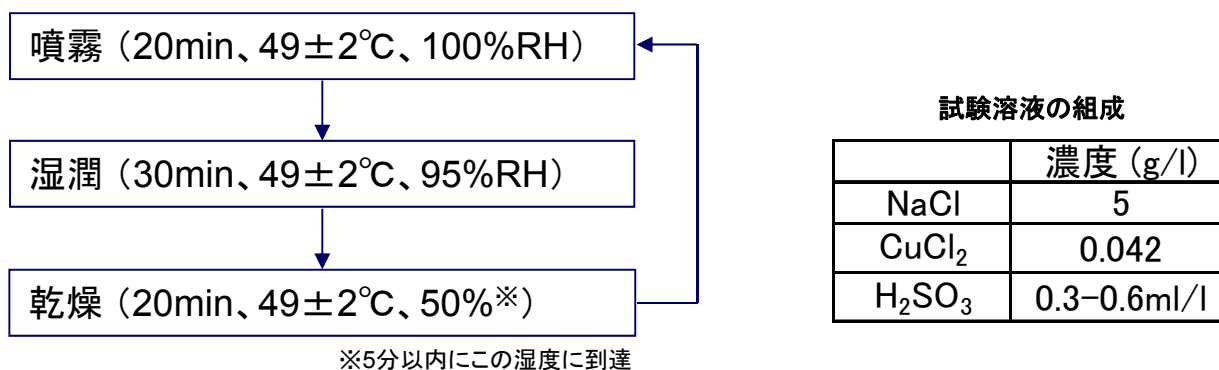 噴霧（20min、49±2℃、100%RH）
湿潤（30min、49±2℃、95%RH）
乾燥（20min、49±2℃、50%※）
※5分以内にこの湿度に到達
試験溶液の組成
濃度（g/l）
NaCl 5
CuCl₂ 0.042
H₂SO₃ 0.3-0.6ml/l